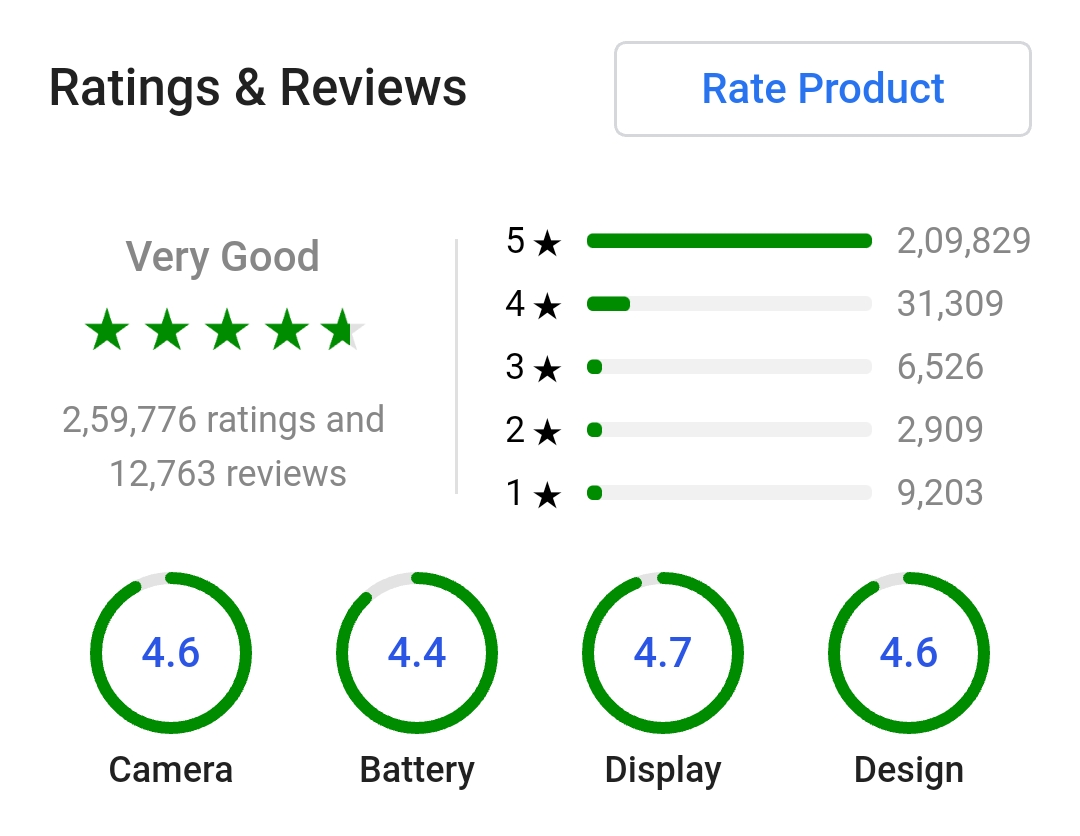 Ratings & Reviews
Rate Product
Very Good
2,59,776 ratings and
12,763 reviews
5 ★ 2,09,829
4 ★ 31,309
3 ★ 6,526
2 ★ 2,909
1 ★ 9,203
4.6 4.4 4.7 4.6
Camera Battery Display Design